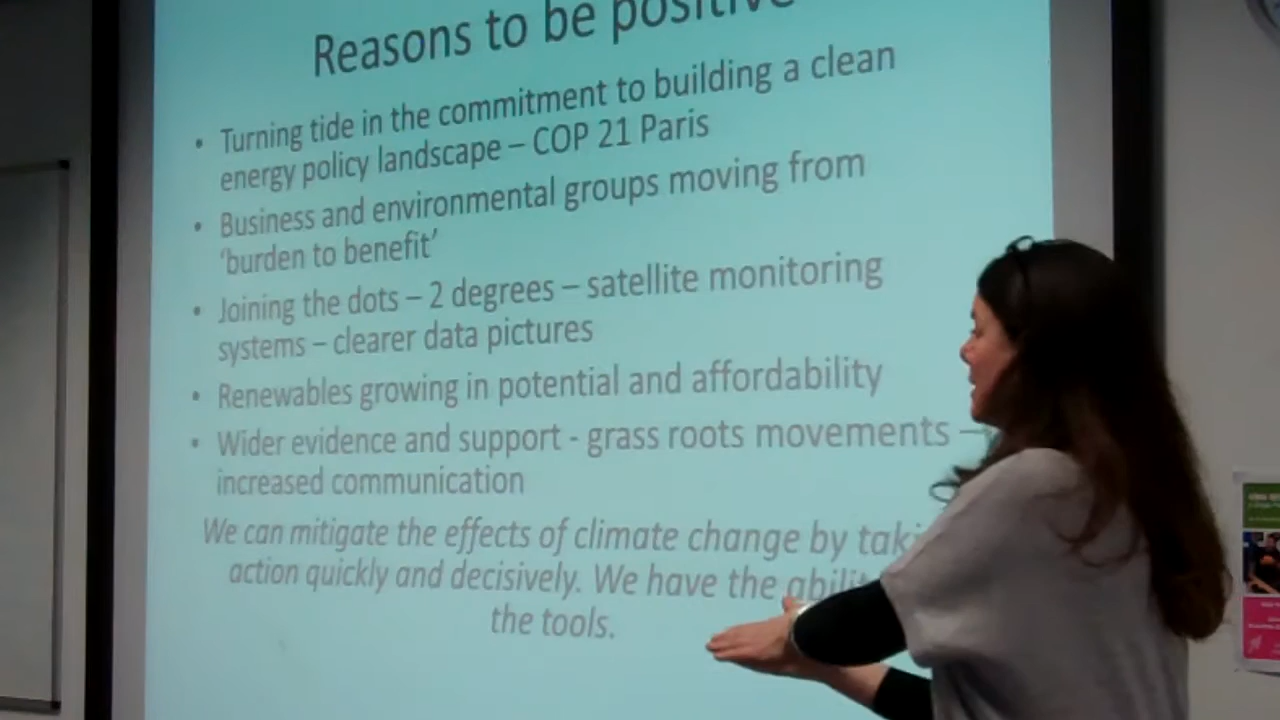 Reasons to be positive
• Turning tide in the commitment to building a clean
energy policy landscape – COP 21 Paris
• Business and environmental groups moving from
‘burden to benefit’
• Joining the dots – 2 degrees – satellite monitoring
systems – clearer data pictures
• Renewables growing in potential and affordability
• Wider evidence and support - grass roots movements –
increased communication
We can mitigate the effects of climate change by
action quickly and decisively. We have the
the tools.